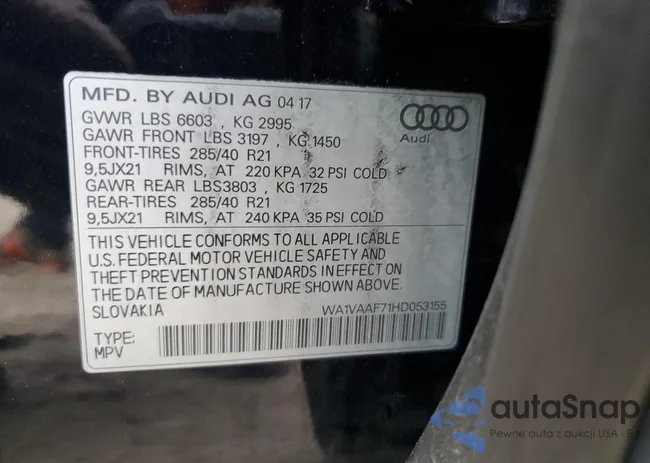 MFD. BY AUDI AG 04 17
GVWR LBS 6603 , KG 2995
GAWR FRONT LBS 3197 , KG 1450
FRONT-TIRES 285/40 R21
9,5JX21 RIMS, AT 220 KPA 32 PSI COLD
GAWR REAR LBS3803 , KG 1725
REAR-TIRES 285/40 R21
9,5JX21 RIMS, AT 240 KPA 35 PSI COLD
Audi
THIS VEHICLE CONFORMS TO ALL APPLICABLE
U.S. FEDERAL MOTOR VEHICLE SAFETY AND
THEFT PREVENTION STANDARDS IN EFFECT ON
THE DATE OF MANUFACTURE SHOWN ABOVE.
SLOVAKIA WA1VAAF71HD053155
TYPE:
MPV
autaSnap
Pewne auta z aukcji USA i